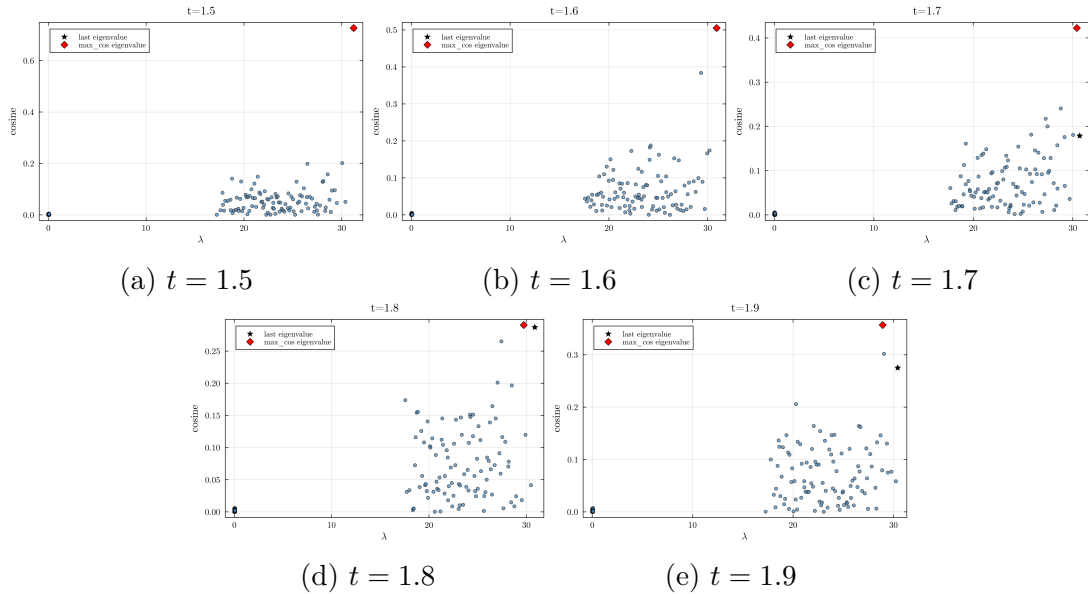 t=1.5
last eigenvalue
max_cos eigenvalue
cosine
0.6
0.4
0.2
0.0
0
10
20
30
λ
(a) t = 1.5
t=1.6
last eigenvalue
max_cos eigenvalue
cosine
0.5
0.4
0.3
0.2
0.1
0.0
0
10
20
30
λ
(b) t = 1.6
t=1.7
last eigenvalue
max_cos eigenvalue
cosine
0.4
0.3
0.2
0.1
0.0
0
10
20
30
λ
(c) t = 1.7
t=1.8
last eigenvalue
max_cos eigenvalue
cosine
0.25
0.20
0.15
0.10
0.05
0.00
0
10
20
30
λ
(d) t = 1.8
t=1.9
last eigenvalue
max_cos eigenvalue
cosine
0.3
0.2
0.1
0.0
0
10
20
30
λ
(e) t = 1.9